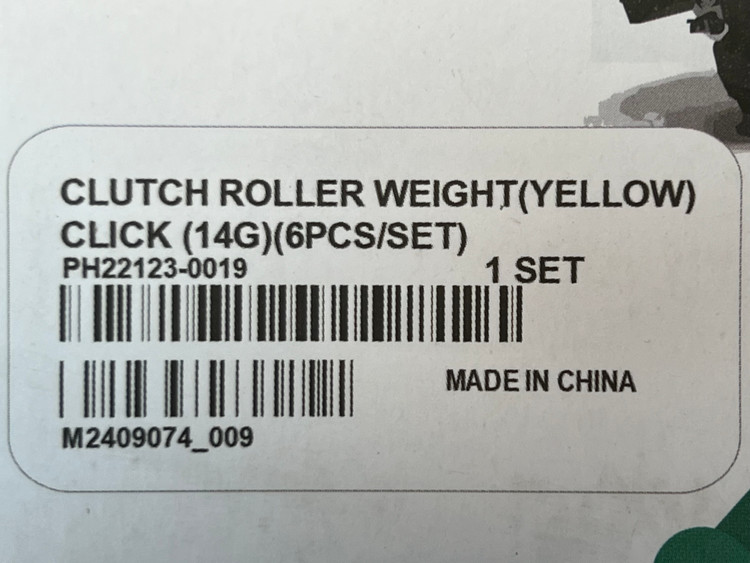 CLUTCH ROLLER WEIGHT(YELLOW)
CLICK (14G)(6PCS/SET)
PH22123-0019
1 SET
MADE IN CHINA
M2409074_009